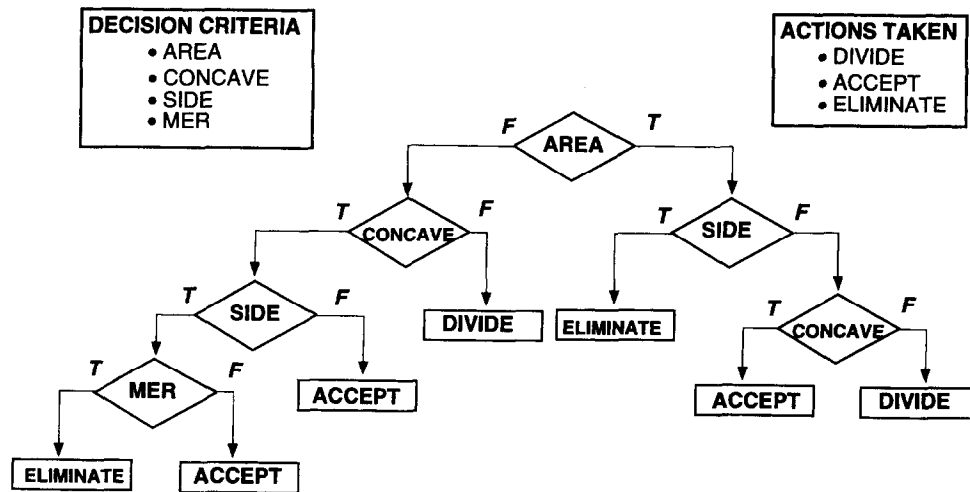 DECISION CRITERIA
• AREA
• CONCAVE
• SIDE
• MER
ACTIONS TAKEN
• DIVIDE
• ACCEPT
• ELIMINATE
F
AREA
T
T
CONCAVE
F
T
SIDE
F
T
SIDE
F
DIVIDE
ELIMINATE
T
CONCAVE
F
T
MER
F
ACCEPT
ACCEPT
DIVIDE
ELIMINATE
ACCEPT